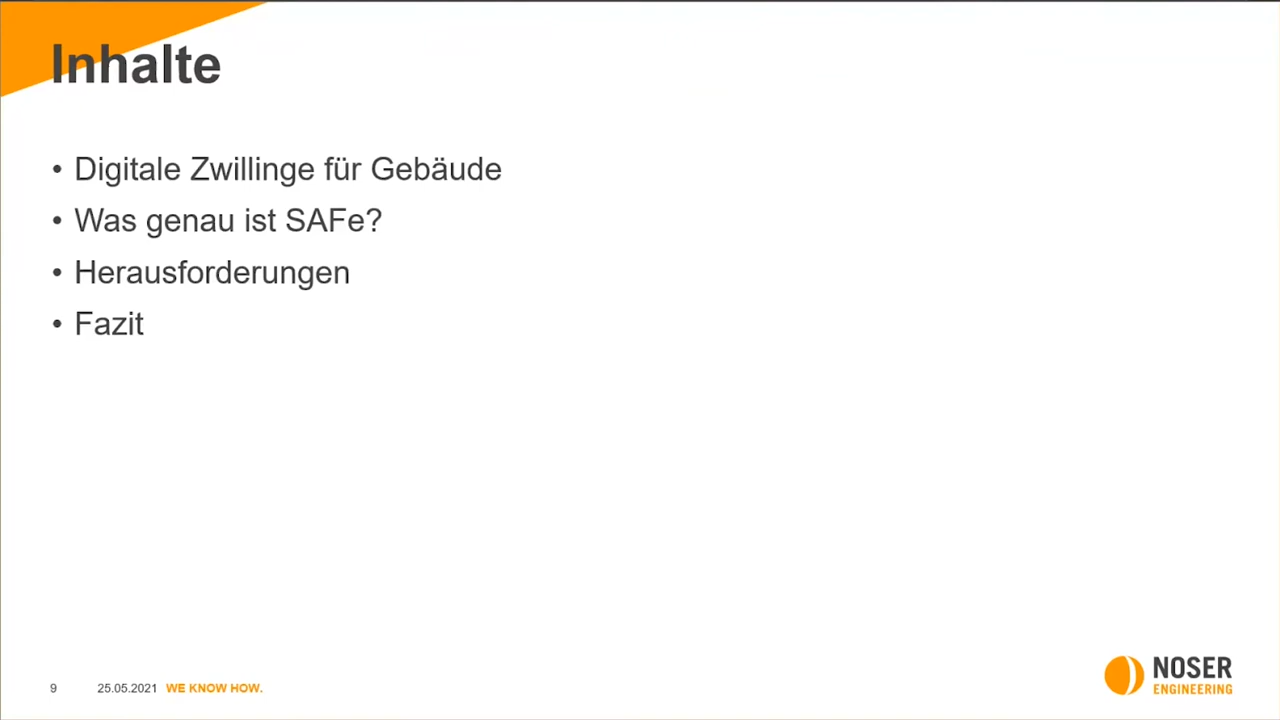 Inhalte
• Digitale Zwillinge für Gebäude
• Was genau ist SAFe?
• Herausforderungen
• Fazit
9 25.05.2021 WE KNOW HOW.
NOSER
ENGINEERING